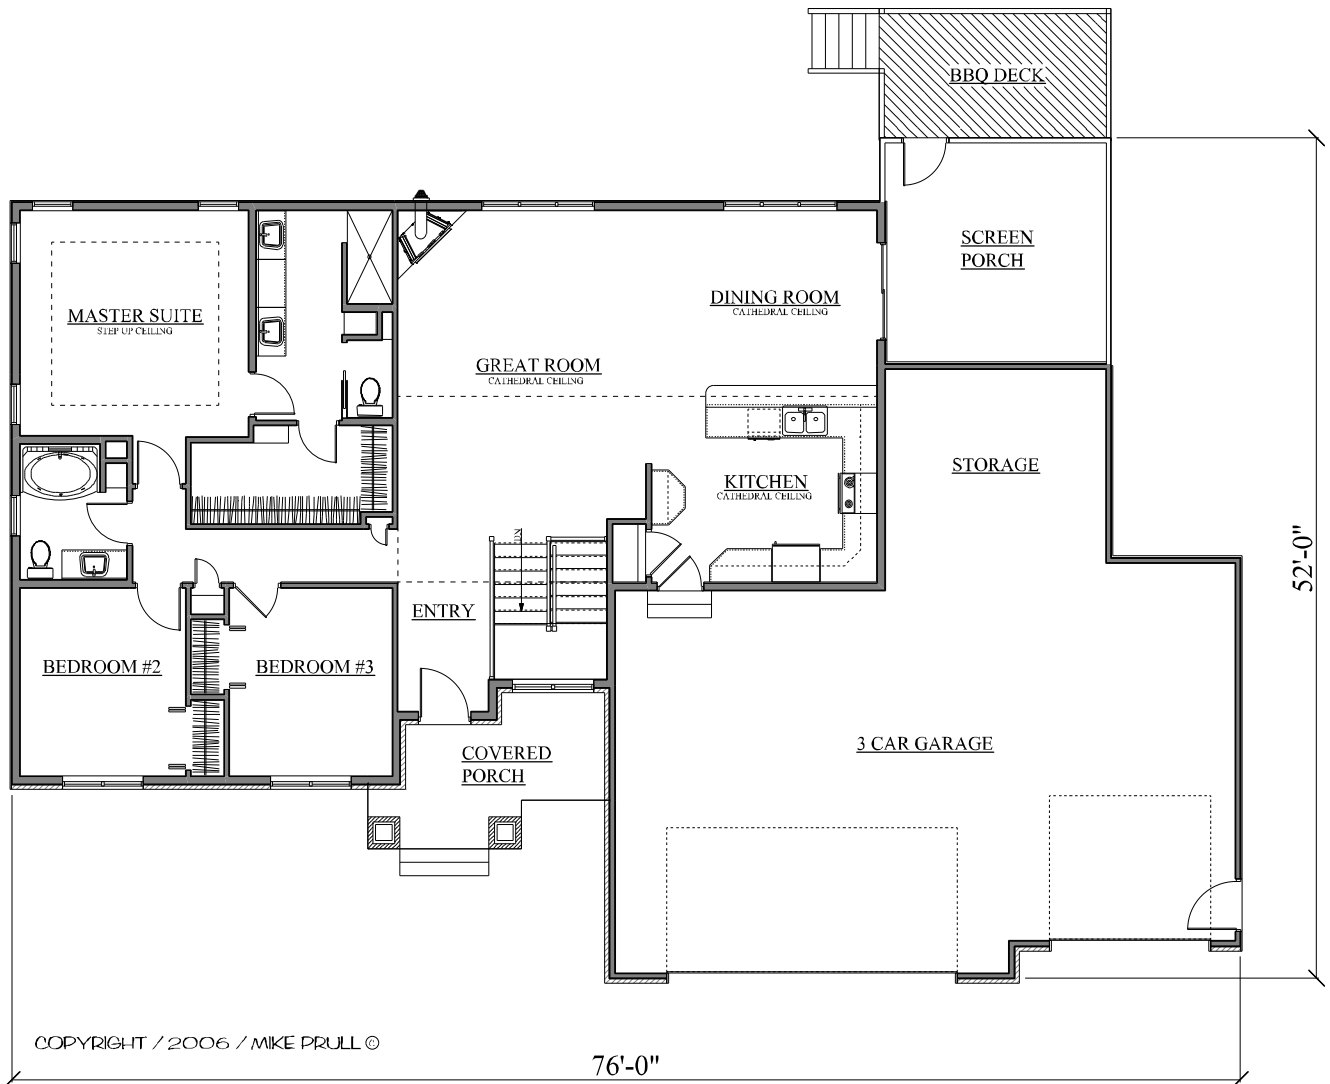 BBQ DECK
SCREEN
PORCH
DINING ROOM
CATHEDRAL CEILING
MASTER SUITE
STEP UP CEILING
GREAT ROOM
CATHEDRAL CEILING
STORAGE
KITCHEN
CATHEDRAL CEILING
DN
52'-0"
ENTRY
BEDROOM #2
BEDROOM #3
3 CAR GARAGE
COVERED
PORCH
COPYRIGHT / 2006 / MIKE PRULL ©
76'-0"